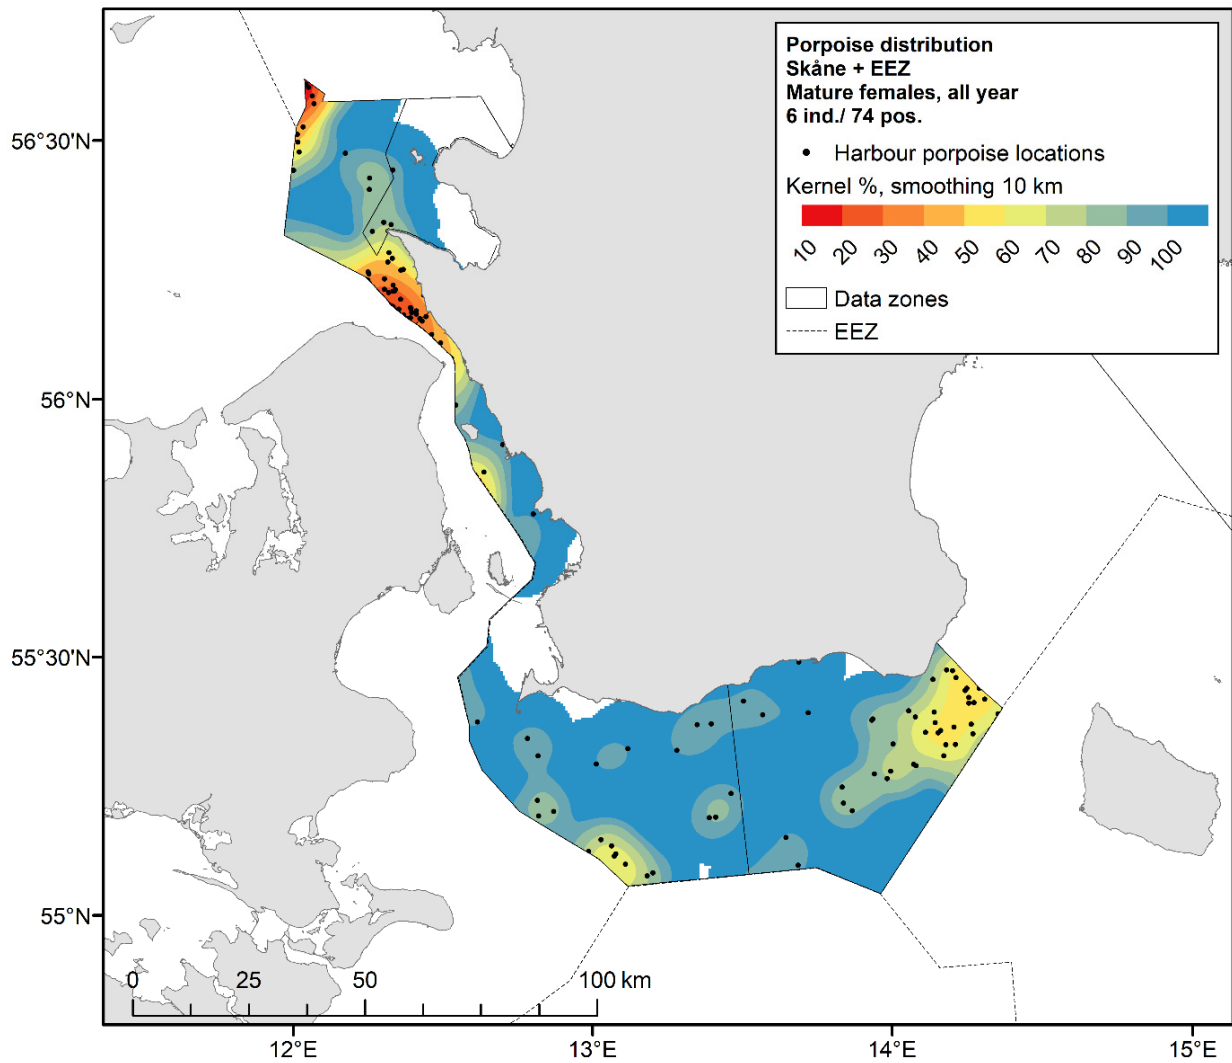 Porpoise distribution
Skåne + EEZ
Mature females, all year
6 ind./ 74 pos.
Harbour porpoise locations
Kernel %, smoothing 10 km
10 20 30 40 50 60 70 80 90 100
Data zones
EEZ
56°30'N
56°N
55°30'N
55°N
0 25 50 100 km
12°E 13°E 14°E 15°E